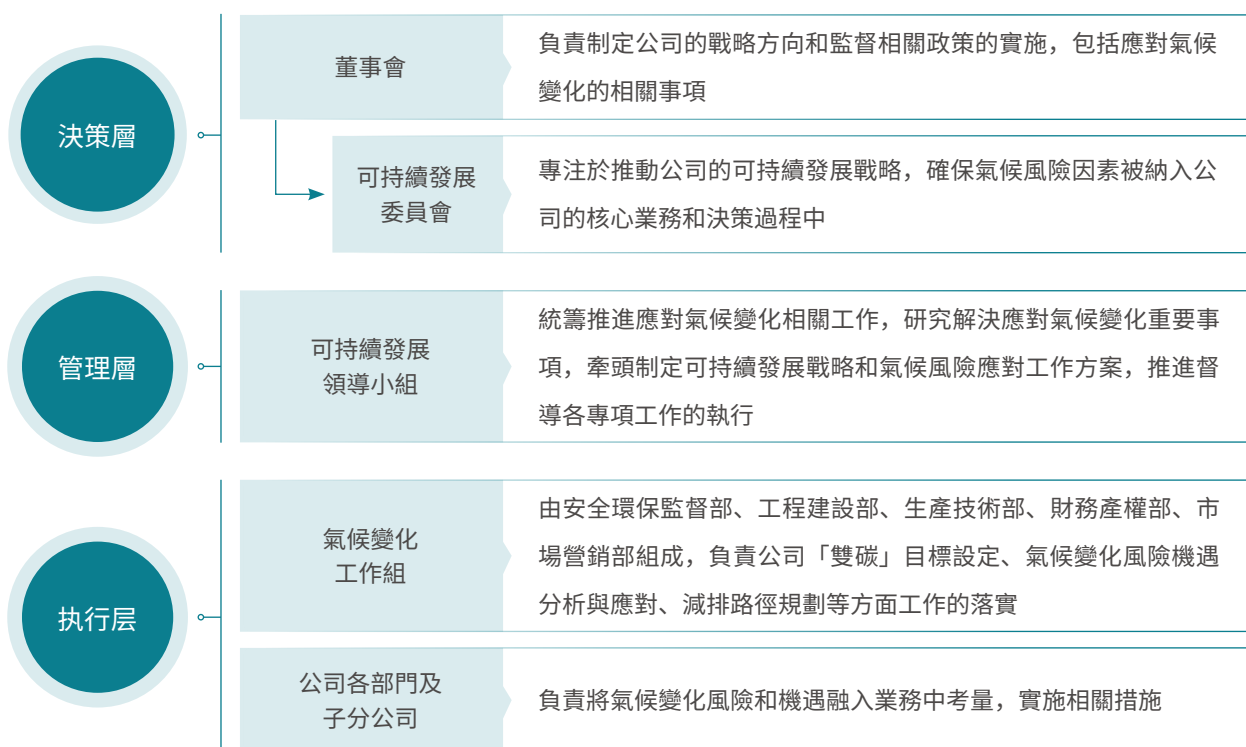 決策層
董事會
負責制定公司的戰略方向和監督相關政策的實施，包括應對氣候
變化的相關事項
可持續發展
委員會
專注於推動公司的可持續發展戰略，確保氣候風險因素被納入公
司的核心業務和決策過程中
管理層
可持續發展
領導小組
統籌推進應對氣候變化相關工作，研究解決應對氣候變化重要事
項，牽頭制定可持續發展戰略和氣候風險應對工作方案，推進督
導各專項工作的執行
执行层
氣候變化
工作組
由安全環保監督部、工程建設部、生產技術部、財務產權部、市
場營銷部組成，負責公司「雙碳」目標設定、氣候變化風險機遇
分析與應對、減排路徑規劃等方面工作的落實
公司各部門及
子分公司
負責將氣候變化風險和機遇融入業務中考量，實施相關措施